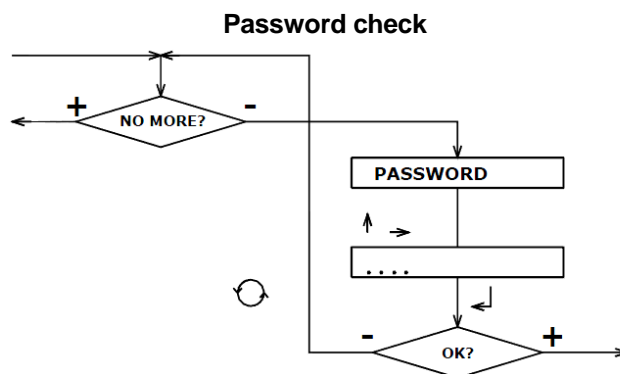 Password check
+
-
NO MORE?
PASSWORD
. . . .
-
+
OK?